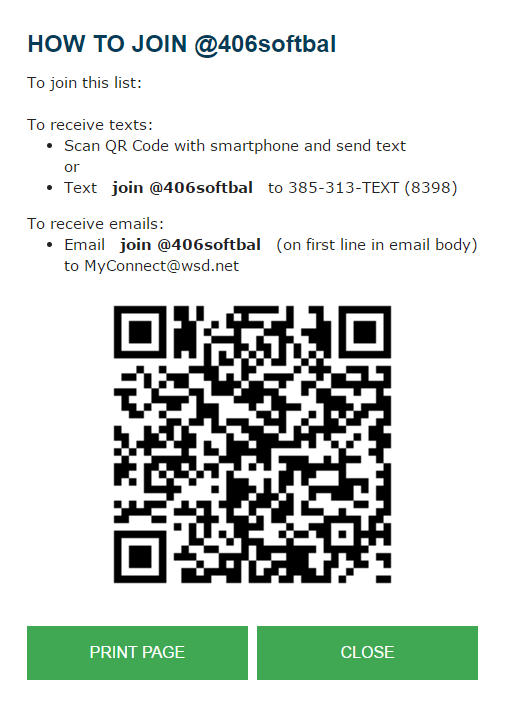 HOW TO JOIN @406softbal
To join this list:
To receive texts:
• Scan QR Code with smartphone and send text
or
• Text join @406softbal to 385-313-TEXT (8398)
To receive emails:
• Email join @406softbal (on first line in email body)
to MyConnect@wsd.net
PRINT PAGE
CLOSE